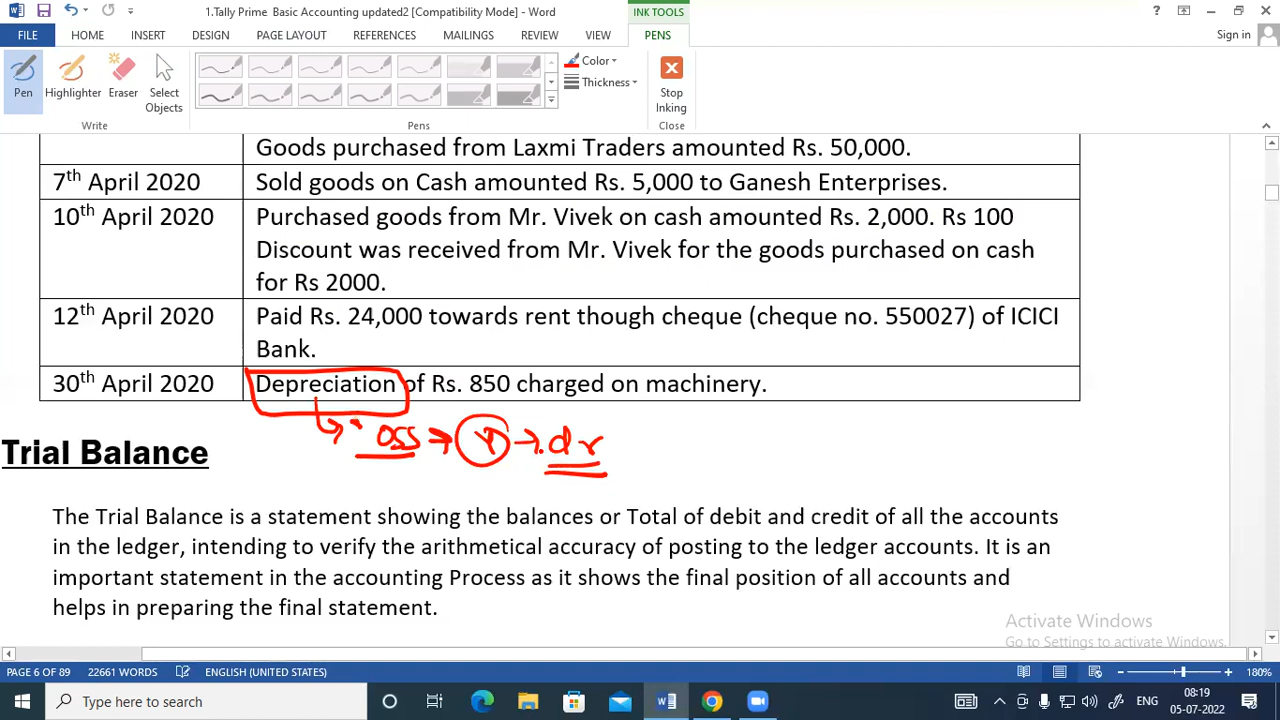 1.Tally Prime Basic Accounting updated2 [Compatibility Mode] - Word
INK TOOLS
FILE HOME INSERT DESIGN PAGE LAYOUT REFERENCES MAILINGS REVIEW VIEW PENS
Sign in
Pen Highlighter Eraser Select Objects
Color
Thickness
Stop Inking
Write Pens Close
Goods purchased from Laxmi Traders amounted Rs. 50,000.
7th April 2020 Sold goods on Cash amounted Rs. 5,000 to Ganesh Enterprises.
10th April 2020 Purchased goods from Mr. Vivek on cash amounted Rs. 2,000. Rs 100
Discount was received from Mr. Vivek for the goods purchased on cash
for Rs 2000.
12th April 2020 Paid Rs. 24,000 towards rent though cheque (cheque no. 550027) of ICICI
Bank.
30th April 2020 Depreciation of Rs. 850 charged on machinery.
dr
Trial Balance
The Trial Balance is a statement showing the balances or Total of debit and credit of all the accounts
in the ledger, intending to verify the arithmetical accuracy of posting to the ledger accounts. It is an
important statement in the accounting Process as it shows the final position of all accounts and
helps in preparing the final statement.
Activate Windows
Go to Settings to activate Windows.
PAGE 6 OF 89 22661 WORDS ENGLISH (UNITED STATES) 180%
Type here to search
ENG
08:19
05-07-2022